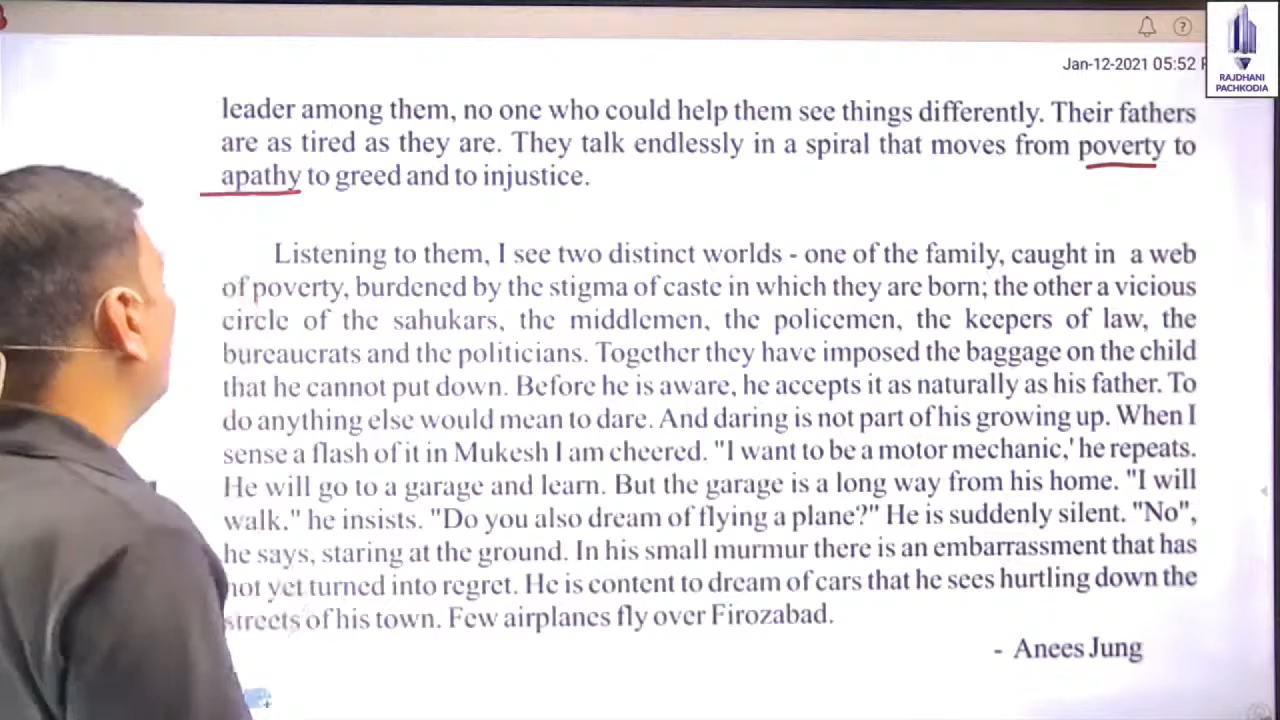 Jan-12-2021 05:52
RAJDHANI
PACHKODIA
leader among them, no one who could help them see things differently. Their fathers
are as tired as they are. They talk endlessly in a spiral that moves from poverty to
apathy to greed and to injustice.
Listening to them, I see two distinct worlds - one of the family, caught in a web
of poverty, burdened by the stigma of caste in which they are born; the other a vicious
circle of the sahukars, the middlemen, the policemen, the keepers of law, the
bureaucrats and the politicians. Together they have imposed the baggage on the child
that he cannot put down. Before he is aware, he accepts it as naturally as his father. To
do anything else would mean to dare. And daring is not part of his growing up. When I
sense a flash of it in Mukesh I am cheered. "I want to be a motor mechanic,' he repeats.
He will go to a garage and learn. But the garage is a long way from his home. "I will
walk." he insists. "Do you also dream of flying a plane?" He is suddenly silent. "No",
he says, staring at the ground. In his small murmur there is an embarrassment that has
not yet turned into regret. He is content to dream of cars that he sees hurtling down the
streets of his town. Few airplanes fly over Firozabad.
- Anees Jung